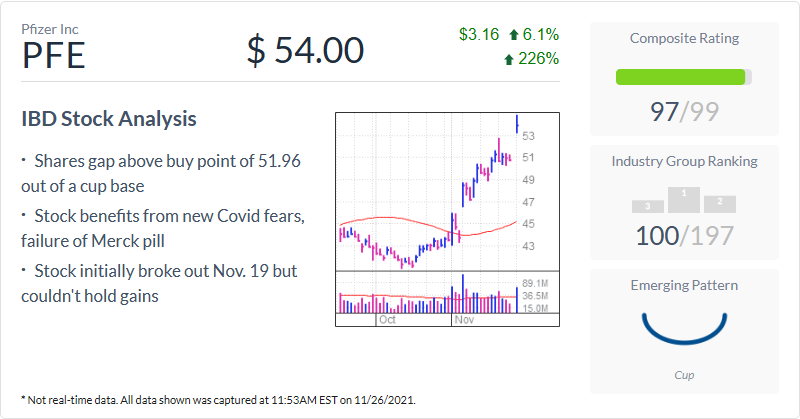 Pfizer Inc
PFE
$ 54.00
$3.16 6.1%
226%
IBD Stock Analysis
· Shares gap above buy point of 51.96
out of a cup base
· Stock benefits from new Covid fears,
failure of Merck pill
· Stock initially broke out Nov. 19 but
couldn't hold gains
53
51
49
47
45
43
89.1M
36.5M
15.0M
Oct Nov
Composite Rating
97/99
Industry Group Ranking
3 1 2
100/197
Emerging Pattern
Cup
* Not real-time data. All data shown was captured at 11:53AM EST on 11/26/2021.